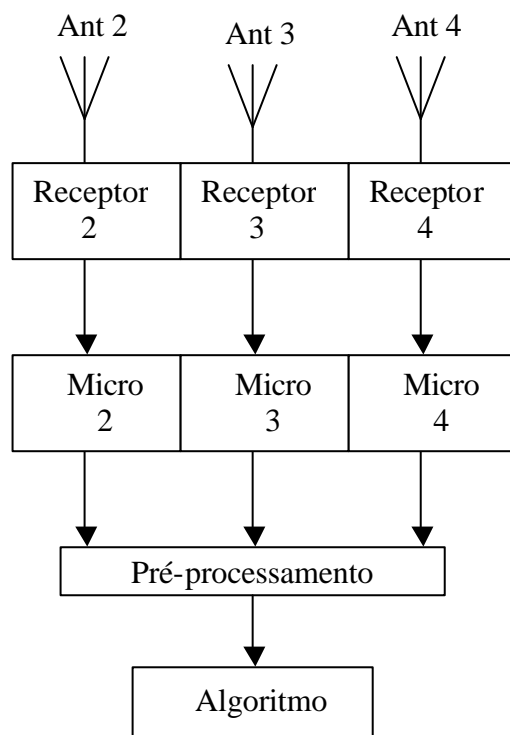 Ant 2 Ant 3 Ant 4
Receptor Receptor Receptor
2 3 4
Micro Micro Micro
2 3 4
Pré-processamento
Algoritmo